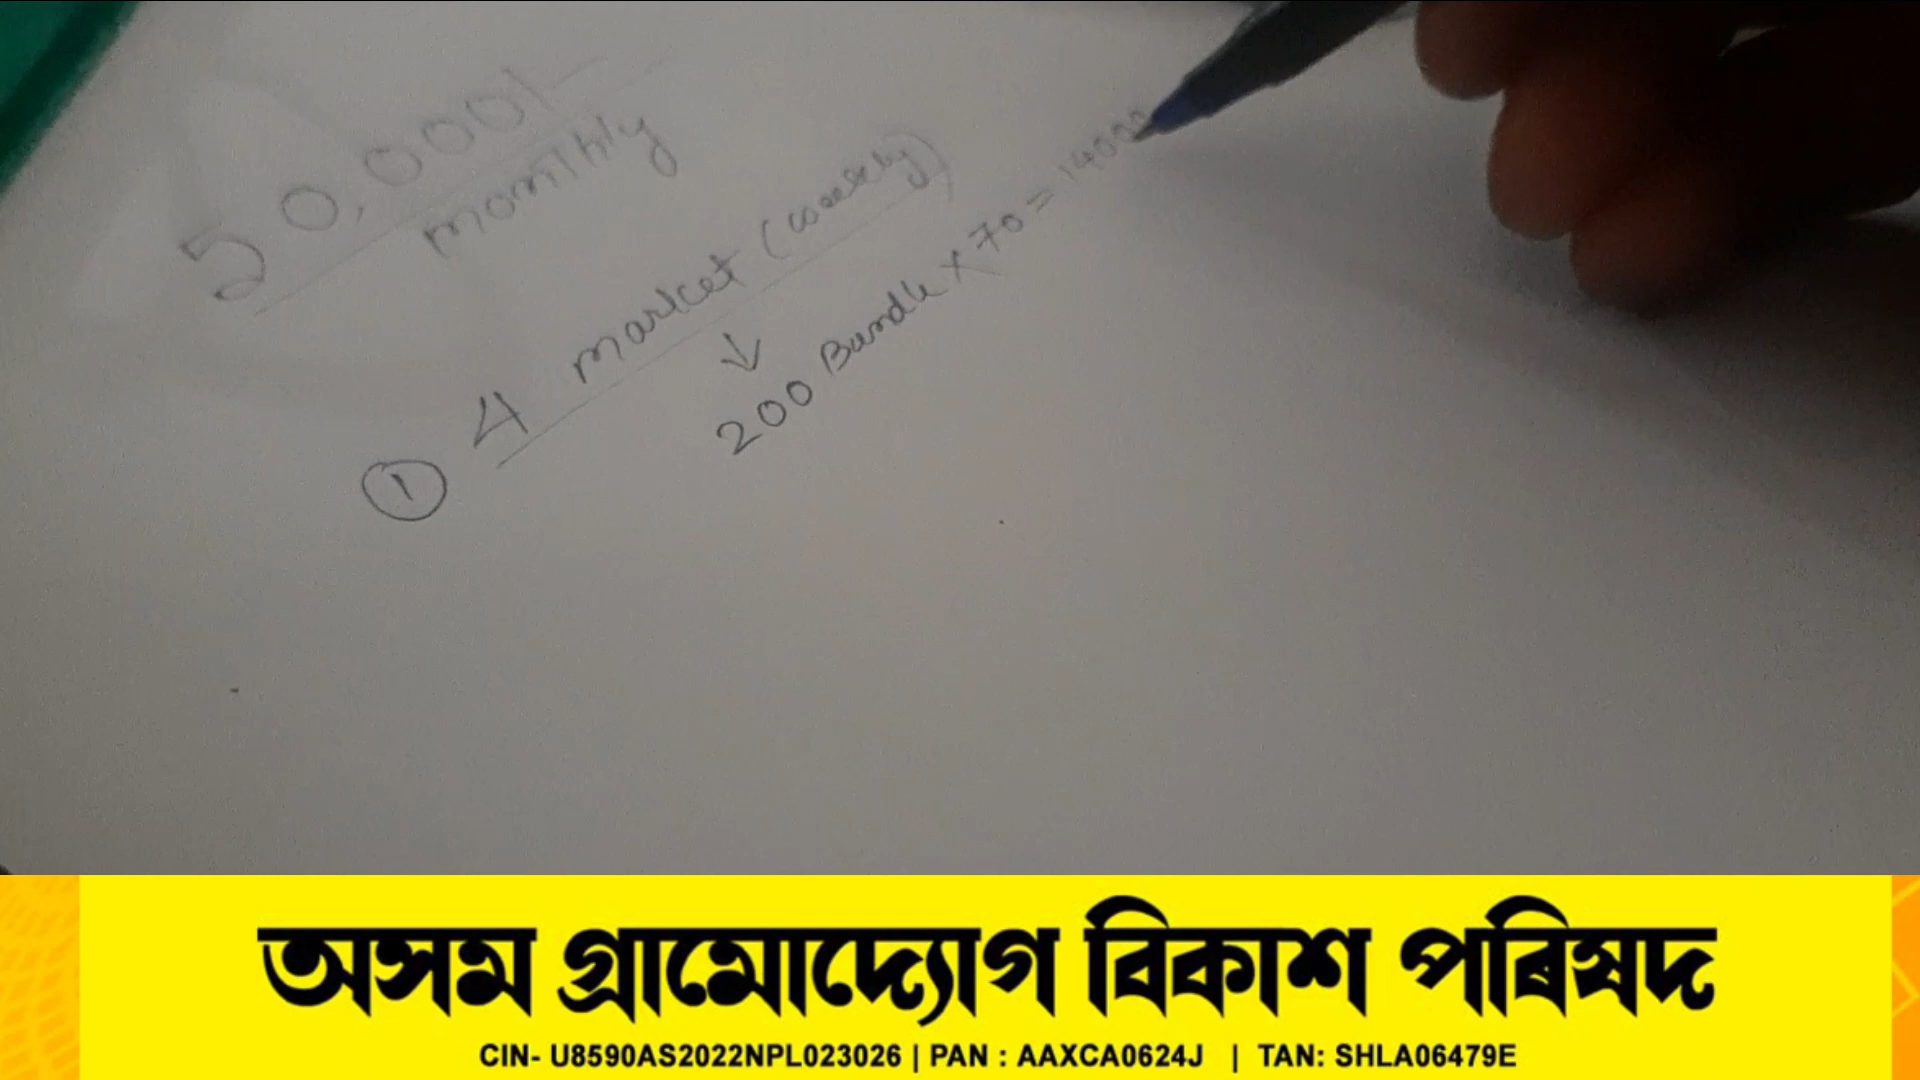 50,000/
monthly
① 4 market (weekly)
↓
200 Bundle × 70 = 14000
অসম গ্ৰামোদ্যোগ বিকাশ পৰিষদ
CIN- U8590AS2022NPL023026 | PAN : AAXCA0624J | TAN: SHLA06479E